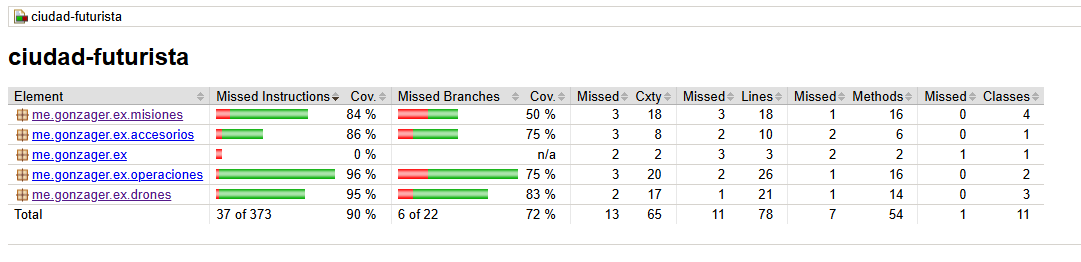 ciudad-futurista
ciudad-futurista
Element Missed Instructions Cov. Missed Branches Cov. Missed Cxty Missed Lines Missed Methods Missed Classes
me.gonzager.ex.misiones 84 % 50 % 3 18 3 18 1 16 0 4
me.gonzager.ex.accesorios 86 % 75 % 3 8 2 10 2 6 0 1
me.gonzager.ex 0 % n/a 2 2 3 3 2 2 1 1
me.gonzager.ex.operaciones 96 % 75 % 3 20 2 26 1 16 0 2
me.gonzager.ex.drones 95 % 83 % 2 17 1 21 1 14 0 3
Total 37 of 373 90 % 6 of 22 72 % 13 65 11 78 7 54 1 11